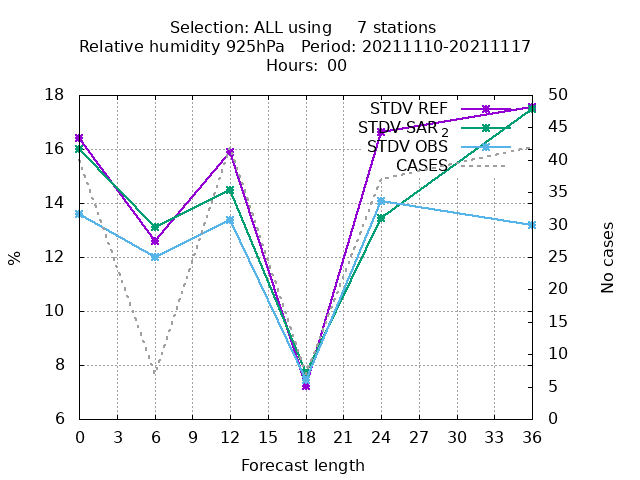 Selection: ALL using     7 stations
Relative humidity 925hPa   Period: 20211110-20211117
Hours: 00
18
16
14
12
10
8
6
%
50
45
40
35
30
25
20
15
10
5
0
No cases
STDV REF
STDV SAR 2
STDV OBS
CASES
0 3 6 9 12 15 18 21 24 27 30 33 36
Forecast length